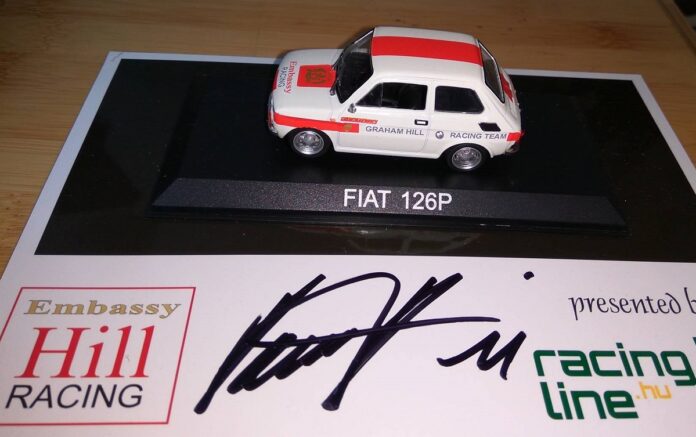 Embassy
RACING
GRAHAM HILL
RACING TEAM
FIAT 126P
Embassy
Hill
RACING
presented b
racing
line.hu